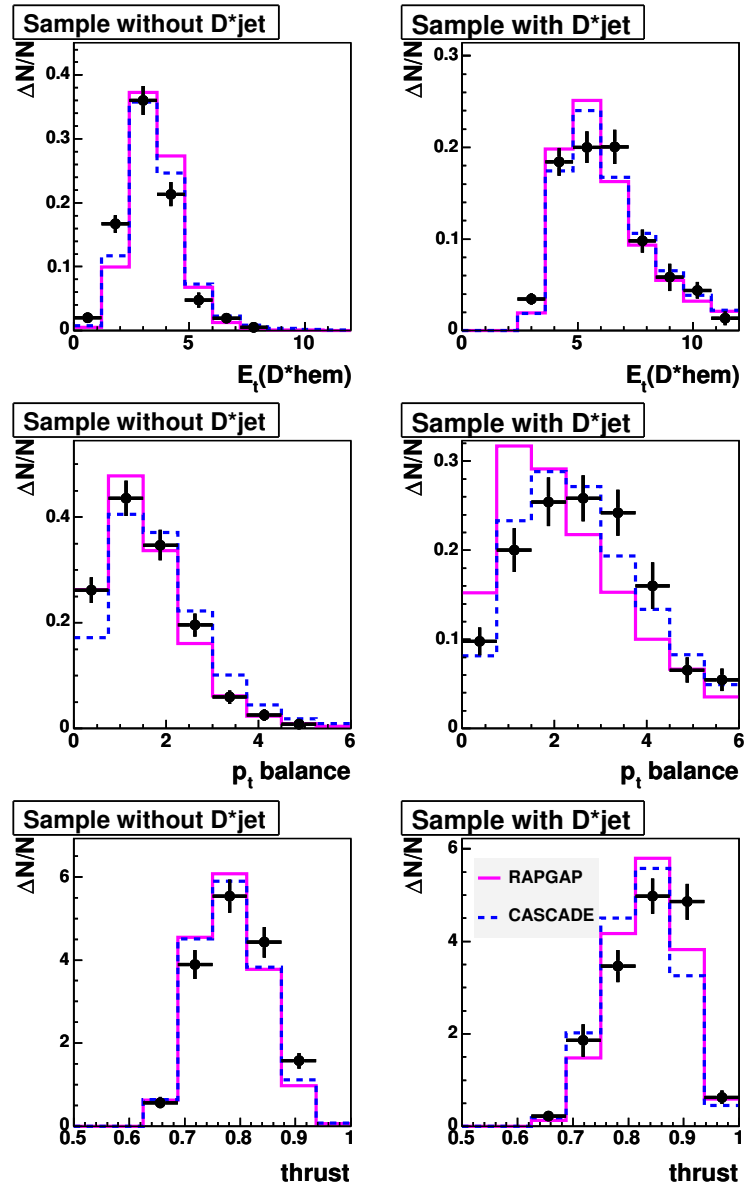 Sample without D*jet
Sample with D*jet
ΔN/N
0.4
0.3
0.2
0.1
0
0 5 10
E_t(D*hem)
ΔN/N
0.3
0.2
0.1
0.0
0 5 10
E_t(D*hem)
Sample without D*jet
Sample with D*jet
ΔN/N
0.4
0.2
0
0 2 4 6
p_t balance
ΔN/N
0.3
0.2
0.1
0
0 2 4 6
p_t balance
Sample without D*jet
Sample with D*jet
ΔN/N
6
4
2
0
0.5 0.6 0.7 0.8 0.9 1
thrust
ΔN/N
6
4
2
0
RAPGAP
CASCADE
0.5 0.6 0.7 0.8 0.9 1
thrust